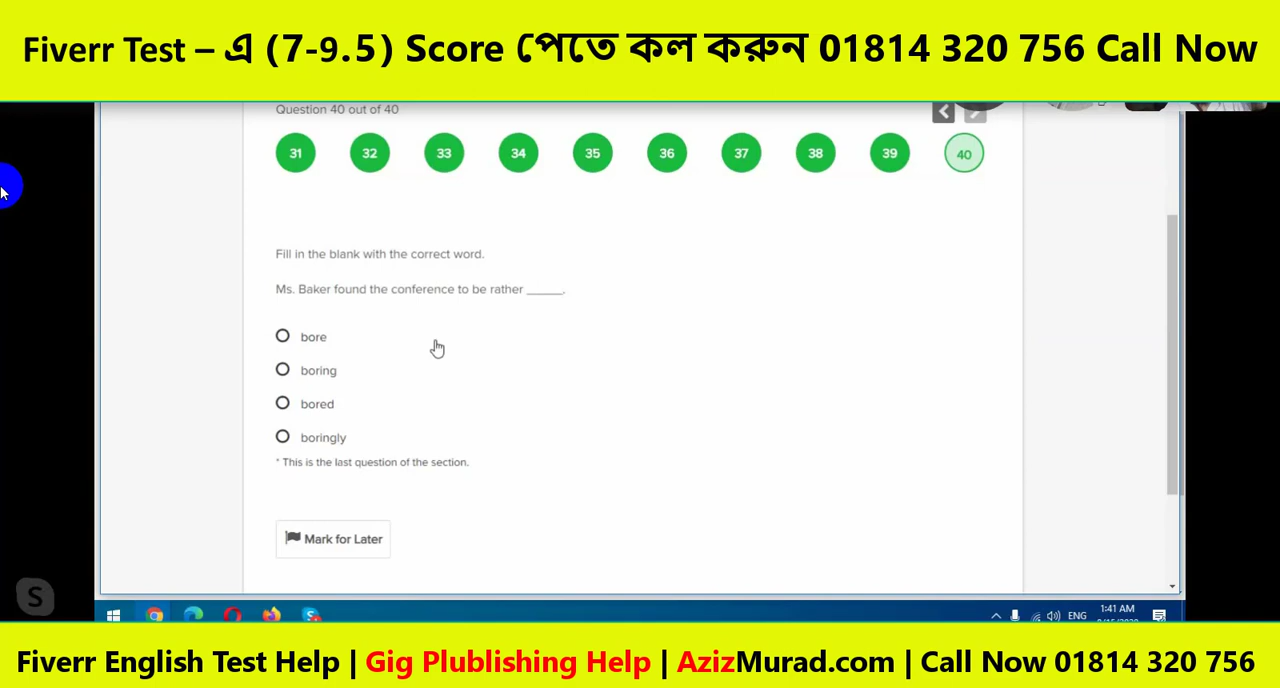 Fiverr Test – এ (7-9.5) Score পেতে কল করুন 01814 320 756 Call Now
Question 40 out of 40
31 32 33 34 35 36 37 38 39 40
Fill in the blank with the correct word.
Ms. Baker found the conference to be rather _____.
bore
boring
bored
boringly
* This is the last question of the section.
Mark for Later
S
ENG
1:41 AM
Fiverr English Test Help | Gig Plublishing Help | AzizMurad.com | Call Now 01814 320 756